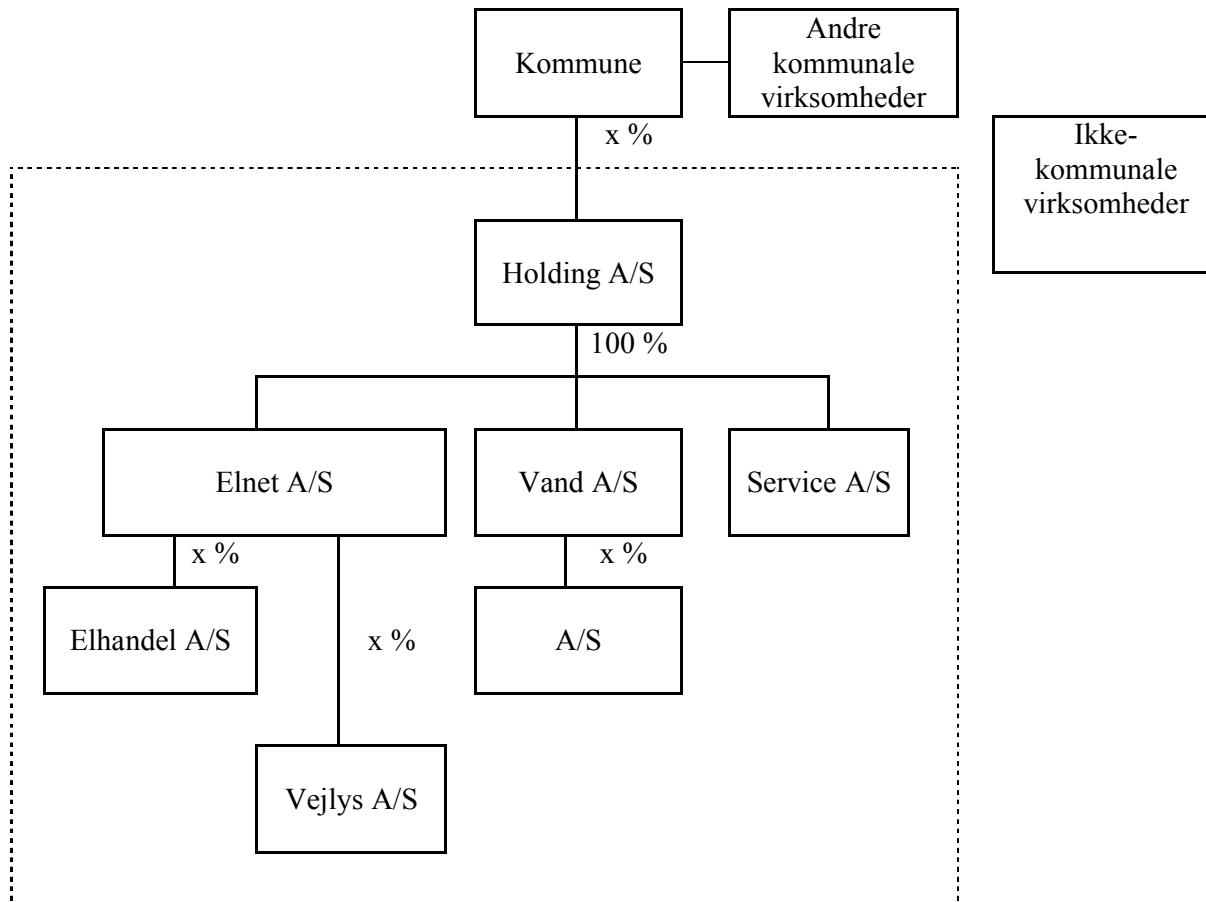 Kommune
Andre
kommunale
virksomheder
x %
Ikke-
kommunale
virksomheder
Holding A/S
100 %
Elnet A/S
Vand A/S
Service A/S
x %
x %
Elhandel A/S
x %
A/S
Vejlys A/S